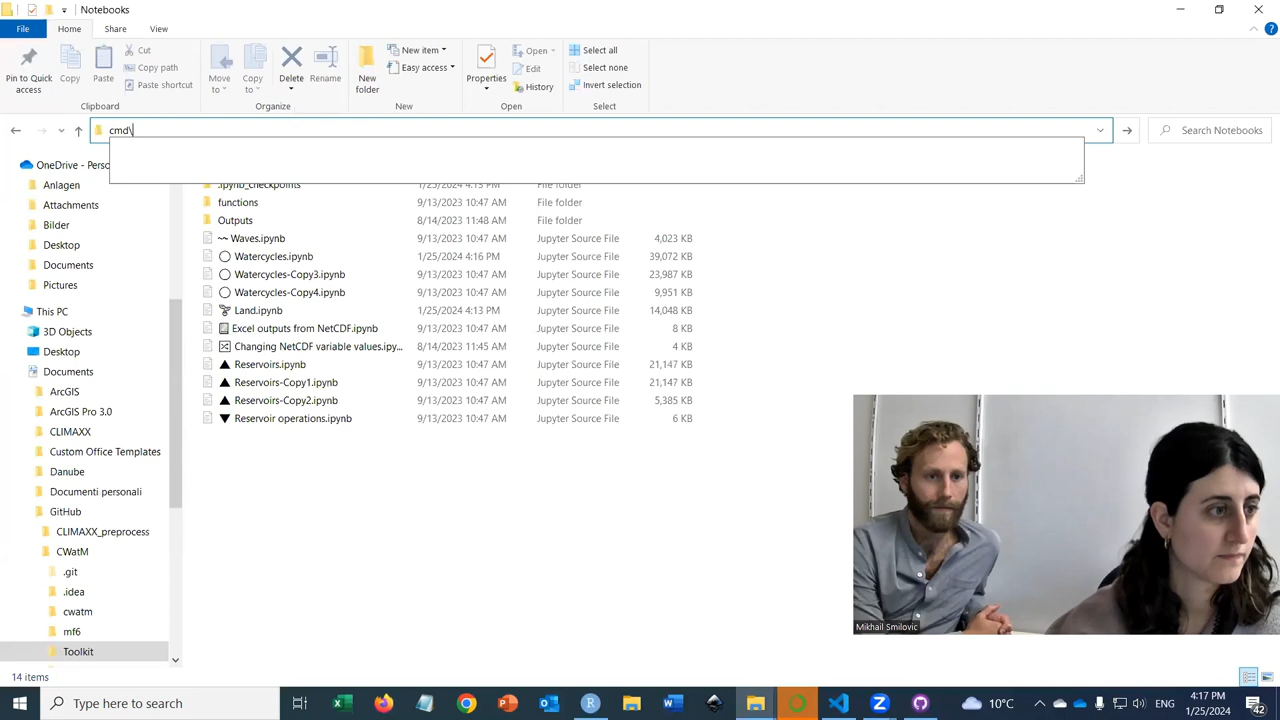 Notebooks
File
Home
Share
View
Pin to Quick access
Copy
Paste
Cut
Copy path
Paste shortcut
Clipboard
Move to
Copy to
Delete
Rename
Organize
New folder
New item
Easy access
New
Properties
Open
Edit
History
Open
Select all
Select none
Invert selection
Select
cmd\
Search Notebooks
OneDrive - Perso
Anlagen
Attachments
Bilder
Desktop
Documents
Pictures
This PC
3D Objects
Desktop
Documents
ArcGIS
ArcGIS Pro 3.0
CLIMAXX
Custom Office Templates
Danube
Documenti personali
GitHub
CLIMAXX_preprocess
CWatM
.git
.idea
cwatm
mf6
Toolkit
.ipynb_checkpoints 1/25/2024 4:13 PM File folder
functions 9/13/2023 10:47 AM File folder
Outputs 8/14/2023 11:48 AM File folder
Waves.ipynb 9/13/2023 10:47 AM Jupyter Source File 4,023 KB
Watercycles.ipynb 1/25/2024 4:16 PM Jupyter Source File 39,072 KB
Watercycles-Copy3.ipynb 9/13/2023 10:47 AM Jupyter Source File 23,987 KB
Watercycles-Copy4.ipynb 9/13/2023 10:47 AM Jupyter Source File 9,951 KB
Land.ipynb 1/25/2024 4:13 PM Jupyter Source File 14,048 KB
Excel outputs from NetCDF.ipynb 9/13/2023 10:47 AM Jupyter Source File 8 KB
Changing NetCDF variable values.ipy... 8/14/2023 11:45 AM Jupyter Source File 4 KB
Reservoirs.ipynb 9/13/2023 10:47 AM Jupyter Source File 21,147 KB
Reservoirs-Copy1.ipynb 9/13/2023 10:47 AM Jupyter Source File 21,147 KB
Reservoirs-Copy2.ipynb 9/13/2023 10:47 AM Jupyter Source File 5,385 KB
Reservoir operations.ipynb 9/13/2023 10:47 AM Jupyter Source File 6 KB
Mikhail Smilovic
14 items
Type here to search
10°C
ENG
4:17 PM
1/25/2024
42